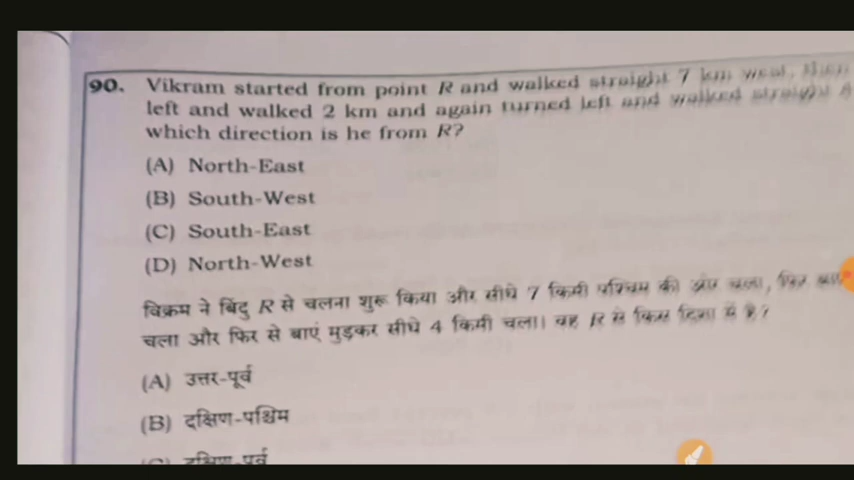 90. Vikram started from point R and walked straight 7 km west, then
left and walked 2 km and again turned left and walked straight
which direction is he from R?
(A) North-East
(B) South-West
(C) South-East
(D) North-West
विक्रम ने बिंदु R से चलना शुरू किया और सीधे 7 किमी पश्चिम की ओर चला, फिर
चला और फिर से बाएं मुड़कर सीधे 4 किमी चला। वह R से किस दिशा में है?
(A) उत्तर-पूर्व
(B) दक्षिण-पश्चिम
दक्षिण-पूर्व